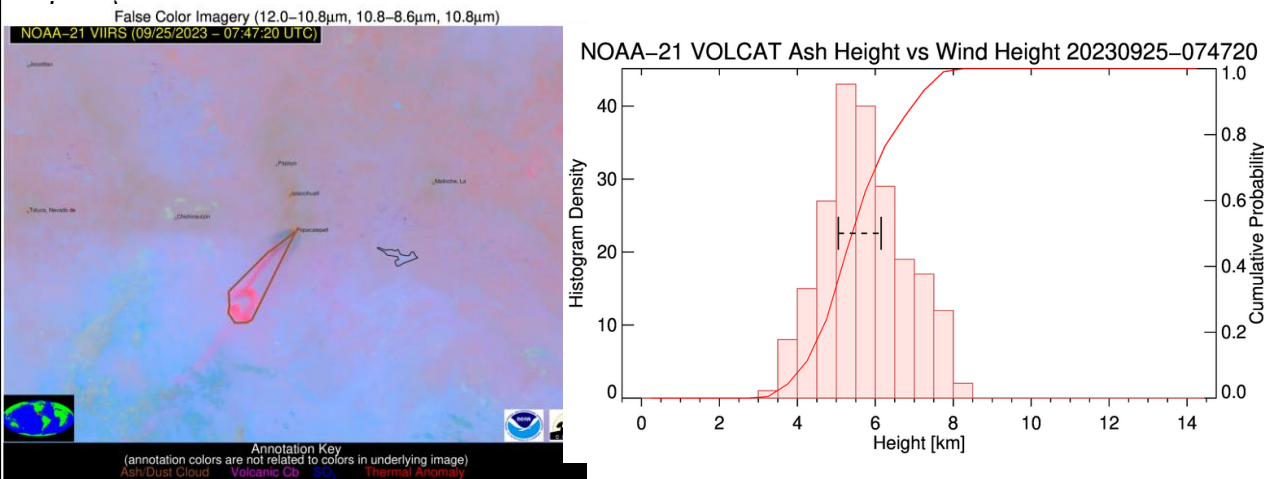 False Color Imagery (12.0−10.8μm, 10.8−8.6μm, 10.8μm)
NOAA−21 VIIRS (09/25/2023 − 07:47:20 UTC)
Jocotitlan
Papayo
Iztaccihuatl
Malinche, La
Toluca, Nevado de
Chichinautzin
Popocatepetl
NOAA
Annotation Key
(annotation colors are not related to colors in underlying image)
Ash/Dust Cloud Volcanic Cb SO₂ Thermal Anomaly
NOAA−21 VOLCAT Ash Height vs Wind Height 20230925−074720
Histogram Density
40
30
20
10
0
0 2 4 6 8 10 12 14
Height [km]
1.0
0.8
0.6
0.4
0.2
0.0
Cumulative Probability